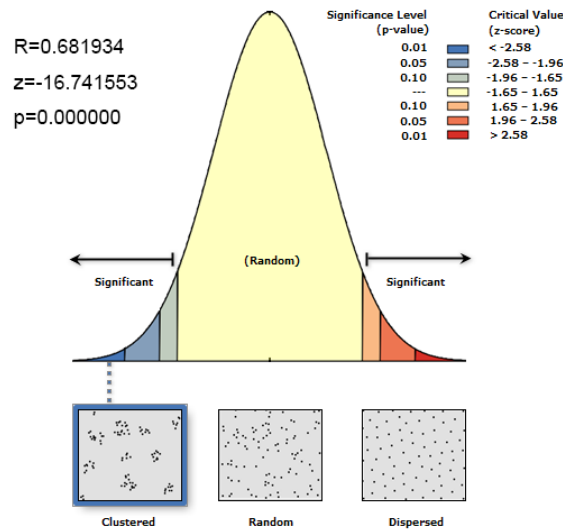 R=0.681934
z=-16.741553
p=0.000000
Significance Level Critical Value
(p-value) (z-score)
0.01 < -2.58
0.05 -2.58 – -1.96
0.10 -1.96 – -1.65
--- -1.65 – 1.65
0.10 1.65 – 1.96
0.05 1.96 – 2.58
0.01 > 2.58
Significant (Random) Significant
Clustered Random Dispersed